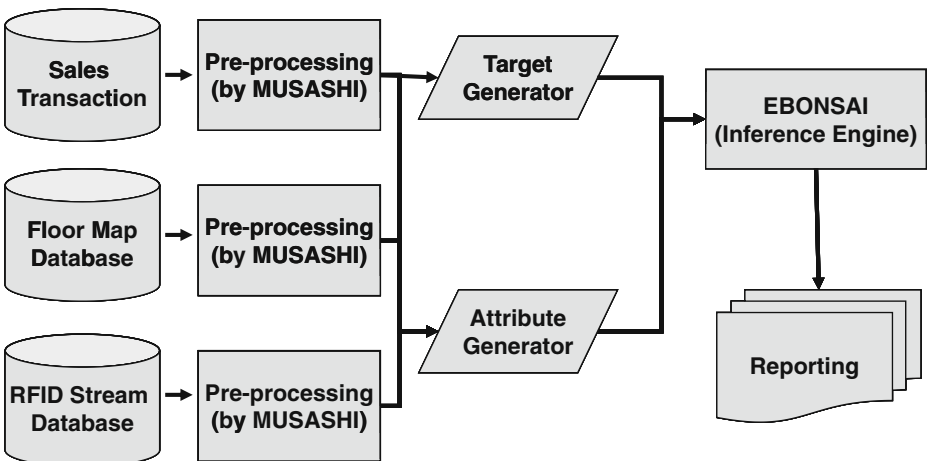 Sales
Transaction
Pre-processing
(by MUSASHI)
Target
Generator
EBONSAI
(Inference Engine)
Floor Map
Database
Pre-processing
(by MUSASHI)
Attribute
Generator
Reporting
RFID Stream
Database
Pre-processing
(by MUSASHI)